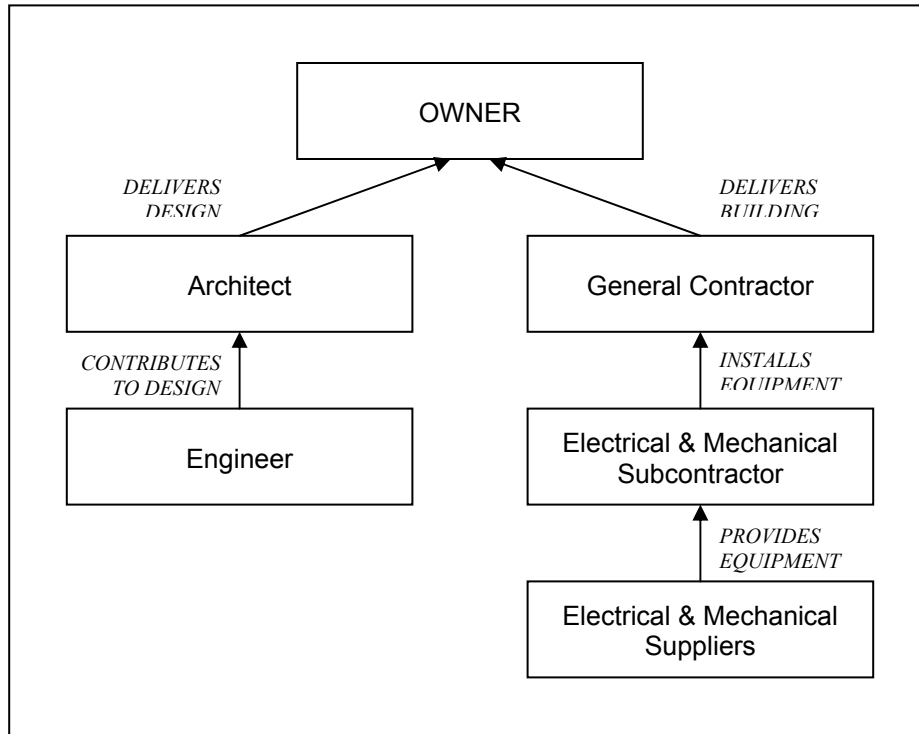 OWNER
DELIVERS
DESIGN
DELIVERS
BUILDING
Architect
General Contractor
CONTRIBUTES
TO DESIGN
INSTALLS
EQUIPMENT
Engineer
Electrical & Mechanical
Subcontractor
PROVIDES
EQUIPMENT
Electrical & Mechanical
Suppliers